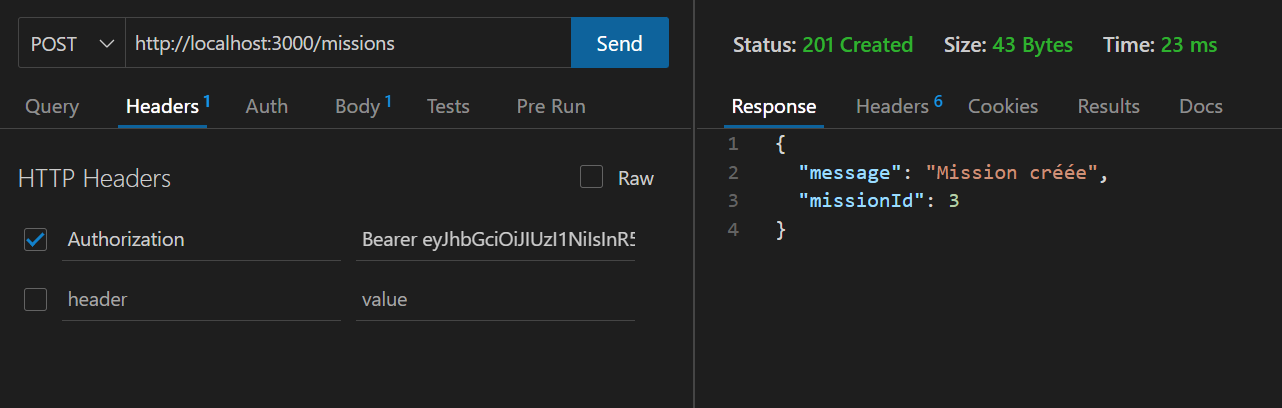 POST http://localhost:3000/missions Send
Query Headers 1 Auth Body 1 Tests Pre Run
HTTP Headers Raw
Authorization Bearer eyJhbGciOiJIUzI1NiIsInR5
header value
Status: 201 Created Size: 43 Bytes Time: 23 ms
Response Headers 6 Cookies Results Docs
1 {
2 "message": "Mission créée",
3 "missionId": 3
4 }